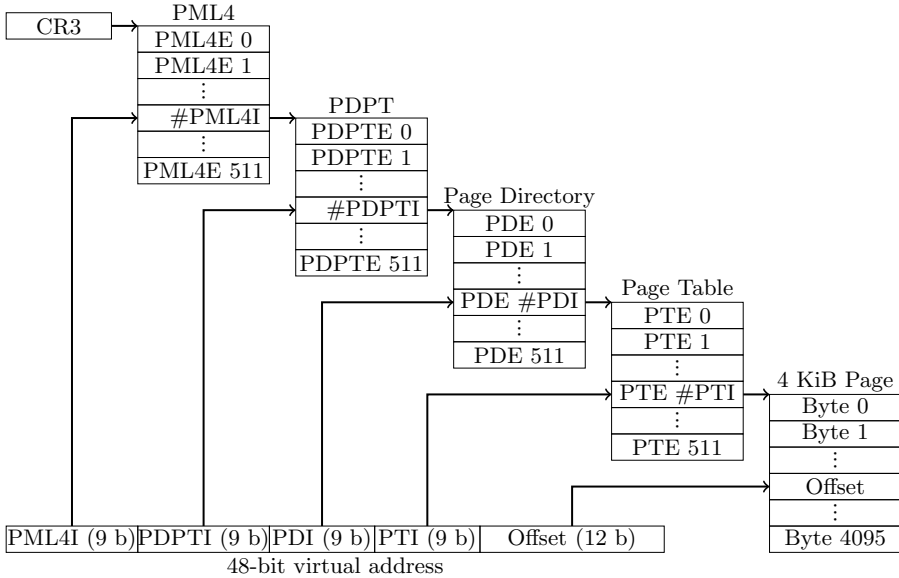 PML4
CR3
PML4E 0
PML4E 1
⋮
#PML4I
⋮
PML4E 511
PDPT
PDPTE 0
PDPTE 1
⋮
#PDPTI
⋮
PDPTE 511
Page Directory
PDE 0
PDE 1
⋮
PDE #PDI
⋮
PDE 511
Page Table
PTE 0
PTE 1
⋮
PTE #PTI
⋮
PTE 511
4 KiB Page
Byte 0
Byte 1
⋮
Offset
⋮
Byte 4095
PML4I (9 b) PDPTI (9 b) PDI (9 b) PTI (9 b) Offset (12 b)
48-bit virtual address